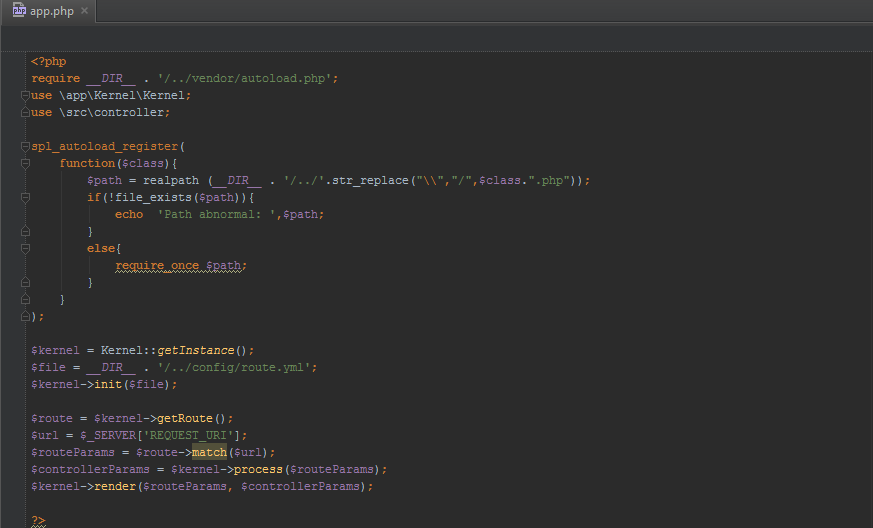 php app.php ×
<?php
require __DIR__ . '/../vendor/autoload.php';
use \app\Kernel\Kernel;
use \src\controller;
spl_autoload_register(
function($class){
$path = realpath (__DIR__ . '/../'.str_replace("\\","/",$class.".php"));
if(!file_exists($path)){
echo  'Path abnormal: ',$path;
}
else{
require_once $path;
}
}
);
$kernel = Kernel::getInstance();
$file = __DIR__ . '/../config/route.yml';
$kernel->init($file);
$route = $kernel->getRoute();
$url = $_SERVER['REQUEST_URI'];
$routeParams = $route->match($url);
$controllerParams = $kernel->process($routeParams);
$kernel->render($routeParams, $controllerParams);
?>